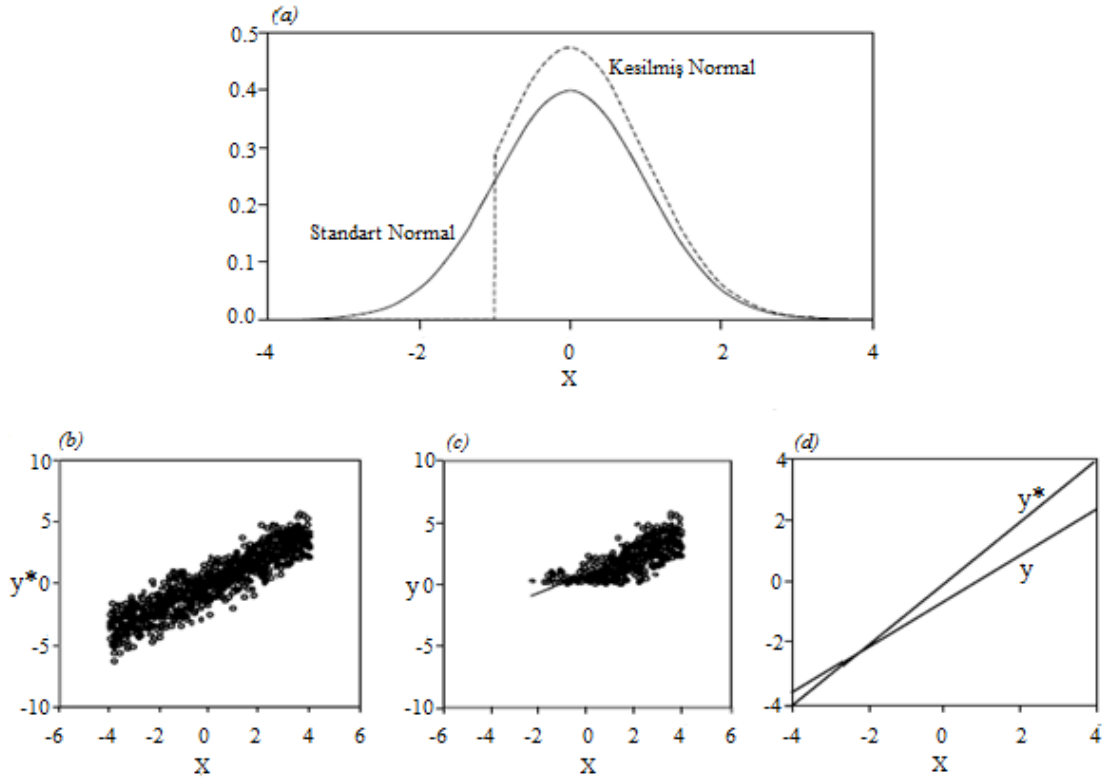 (a)
0.5
0.4
0.3
0.2
0.1
0.0
Kesilmiş Normal
Standart Normal
-4 -2 0 2 4
X
(b)
10
5
y* 0
-5
-10
-6 -4 -2 0 2 4 6
X
(c)
10
5
y 0
-5
-10
-6 -4 -2 0 2 4 6
X
(d)
4
2
0
-2
-4
y*
y
-4 -2 0 2 4
X